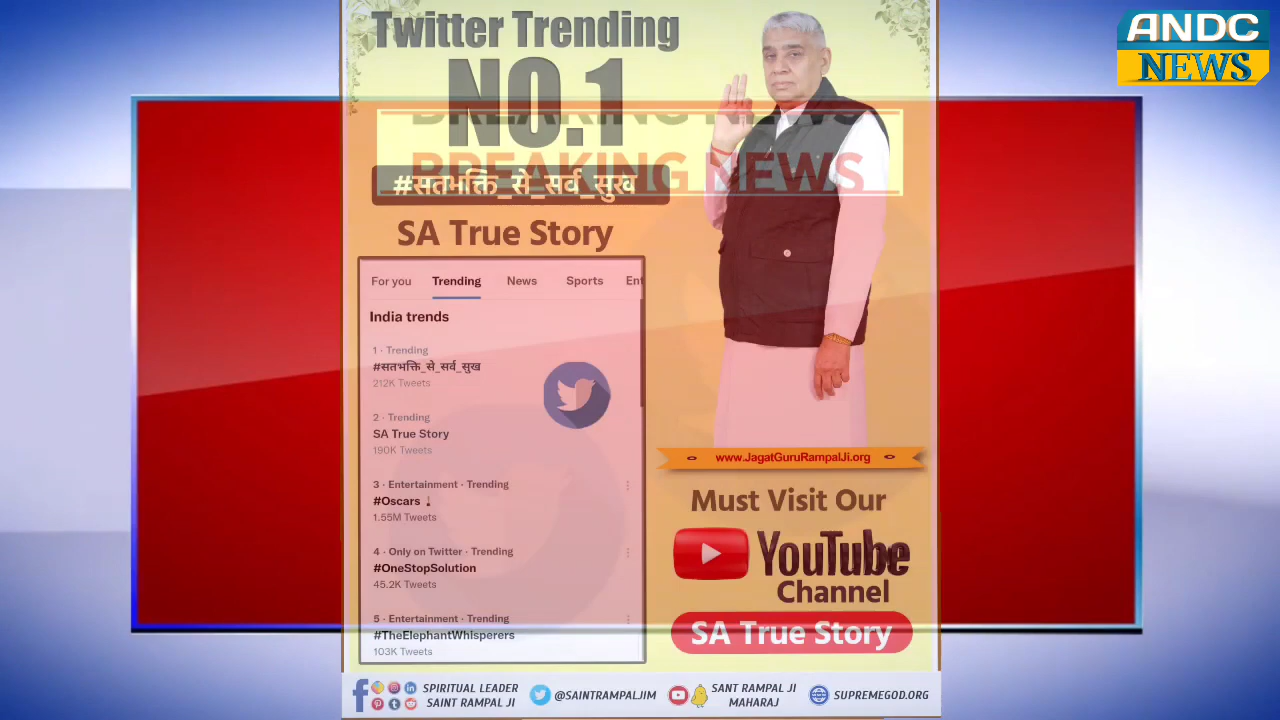 ANDC
NEWS
Twitter Trending
NO.1
BREAKING NEWS
BREAKING NEWS
#सतभक्ति_से_सर्व_सुख
SA True Story
For you Trending News Sports Ent
India trends
1 · Trending
#सतभक्ति_से_सर्व_सुख
212K Tweets
2 · Trending
SA True Story
190K Tweets
3 · Entertainment · Trending
#Oscars
1.55M Tweets
4 · Only on Twitter · Trending
#OneStopSolution
45.2K Tweets
5 · Entertainment · Trending
#TheElephantWhisperers
103K Tweets
www.JagatGuruRampalJi.org
Must Visit Our
YouTube
Channel
SA True Story
SPIRITUAL LEADER
SAINT RAMPAL JI
@SAINTRAMPALJIM
SANT RAMPAL JI
MAHARAJ
SUPREMEGOD.ORG